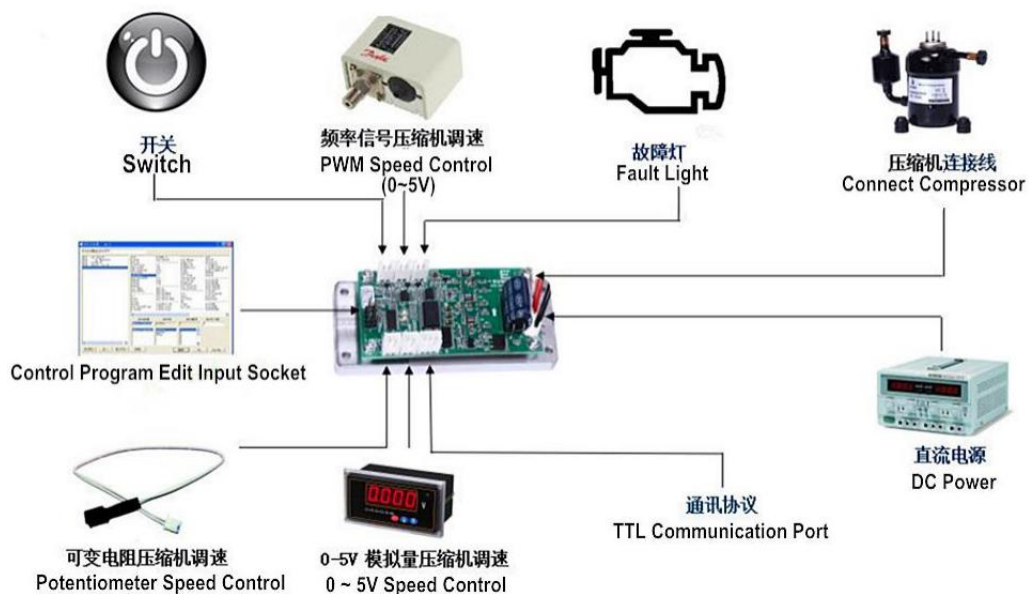 开关
Switch
频率信号压缩机调速
PWM Speed Control
(0~5V)
故障灯
Fault Light
压缩机连接线
Connect Compressor
Danfoss
Control Program Edit Input Socket
直流电源
DC Power
可变电阻压缩机调速
Potentiometer Speed Control
0.000
V
0-5V 模拟量压缩机调速
0 ~ 5V Speed Control
通讯协议
TTL Communication Port